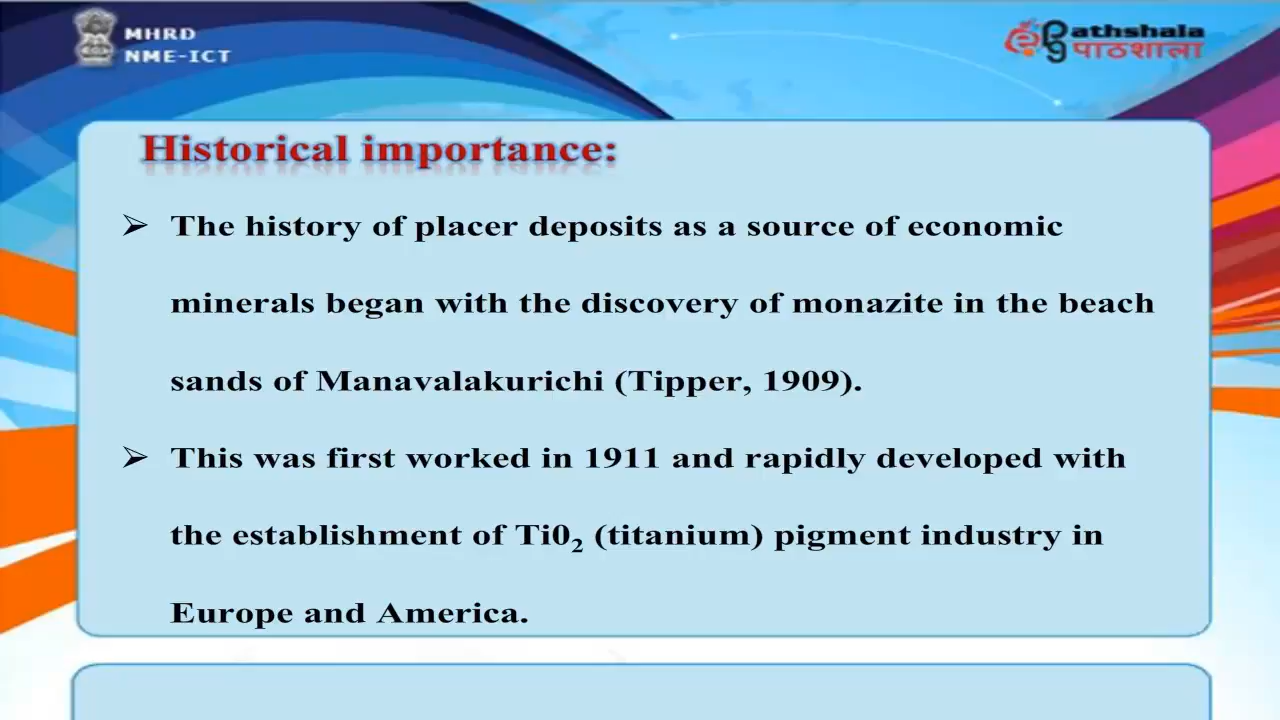 MHRD
NME-ICT
athshala
पाठशाला
Historical importance:
➢ The history of placer deposits as a source of economic
minerals began with the discovery of monazite in the beach
sands of Manavalakurichi (Tipper, 1909).
➢ This was first worked in 1911 and rapidly developed with
the establishment of Ti0₂ (titanium) pigment industry in
Europe and America.